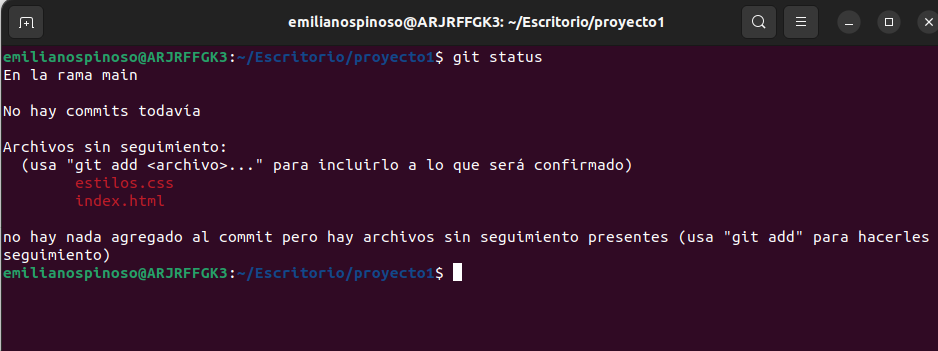 emilianospinoso@ARJRFFGK3: ~/Escritorio/proyecto1
emilianospinoso@ARJRFFGK3:~/Escritorio/proyecto1$ git status
En la rama main
No hay commits todavía
Archivos sin seguimiento:
(usa "git add <archivo>..." para incluirlo a lo que será confirmado)
estilos.css
index.html
no hay nada agregado al commit pero hay archivos sin seguimiento presentes (usa "git add" para hacerles
seguimiento)
emilianospinoso@ARJRFFGK3:~/Escritorio/proyecto1$